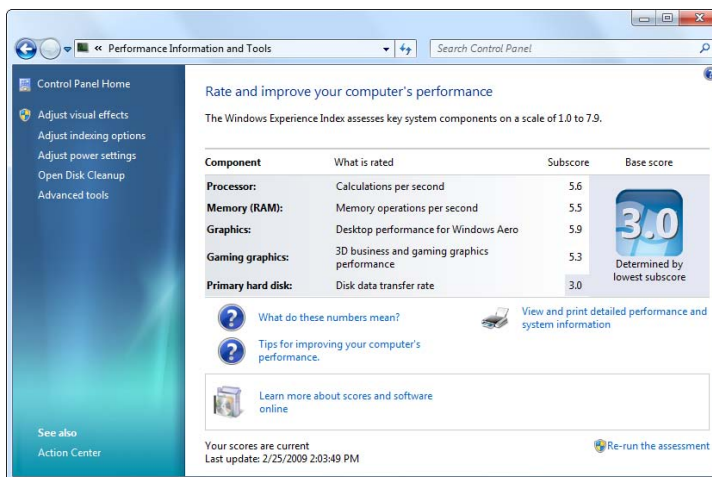 « Performance Information and Tools
Search Control Panel
Control Panel Home
Adjust visual effects
Adjust indexing options
Adjust power settings
Open Disk Cleanup
Advanced tools
See also
Action Center
Rate and improve your computer's performance
The Windows Experience Index assesses key system components on a scale of 1.0 to 7.9.
Component What is rated Subscore Base score
Processor: Calculations per second 5.6
Memory (RAM): Memory operations per second 5.5
Graphics: Desktop performance for Windows Aero 5.9
Gaming graphics: 3D business and gaming graphics
performance 5.3
Primary hard disk: Disk data transfer rate 3.0
3.0
Determined by
lowest subscore
What do these numbers mean?
View and print detailed performance and
system information
Tips for improving your computer's
performance.
Learn more about scores and software
online
Your scores are current
Last update: 2/25/2009 2:03:49 PM
Re-run the assessment